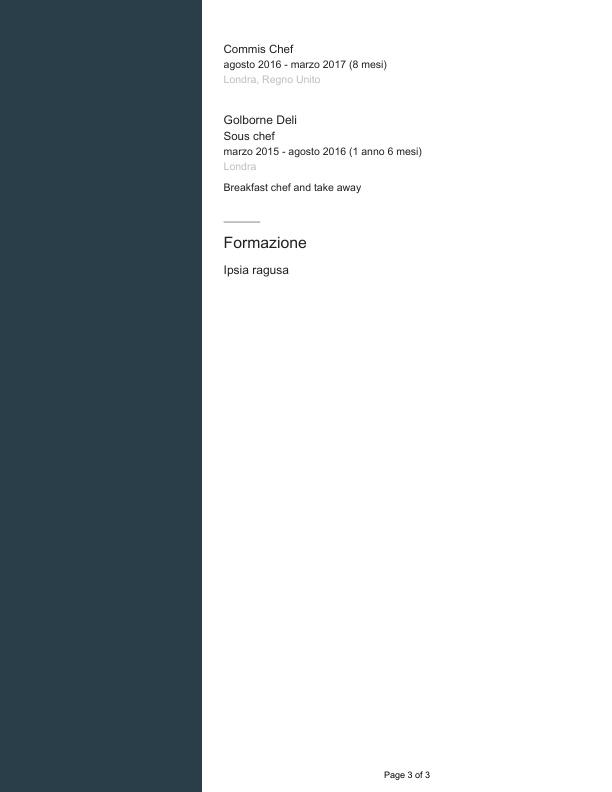 Commis Chef
agosto 2016 - marzo 2017 (8 mesi)
Londra, Regno Unito
Golborne Deli
Sous chef
marzo 2015 - agosto 2016 (1 anno 6 mesi)
Londra
Breakfast chef and take away
Formazione
Ipsia ragusa
Page 3 of 3